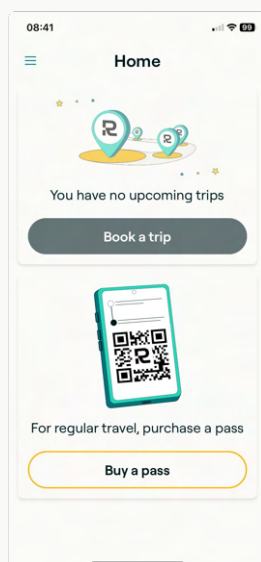 08:41
99
Home
R
R
You have no upcoming trips
Book a trip
R
For regular travel, purchase a pass
Buy a pass